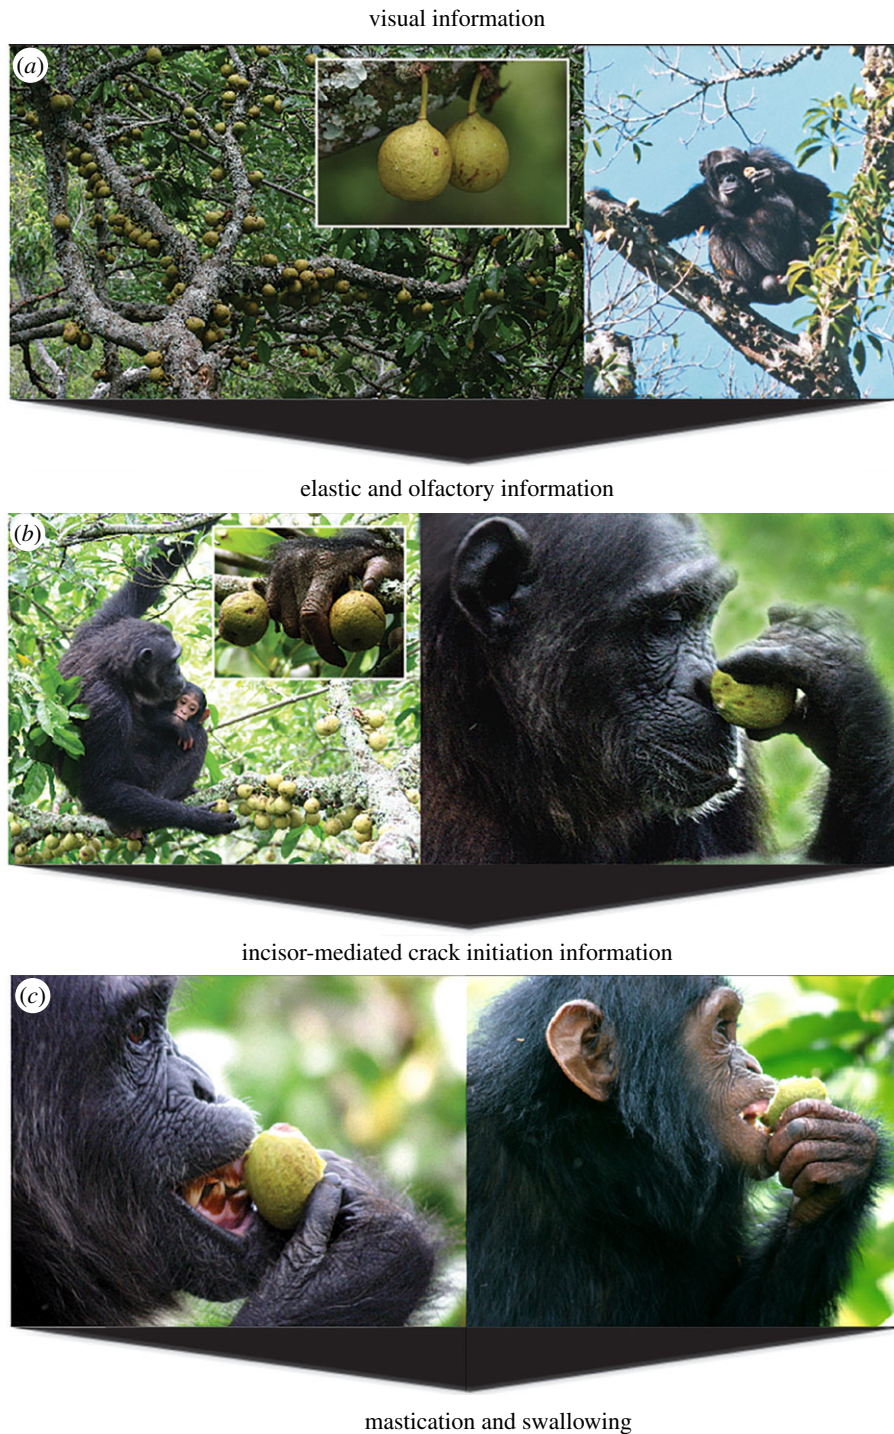 visual information
(a)
elastic and olfactory information
(b)
incisor-mediated crack initiation information
(c)
mastication and swallowing